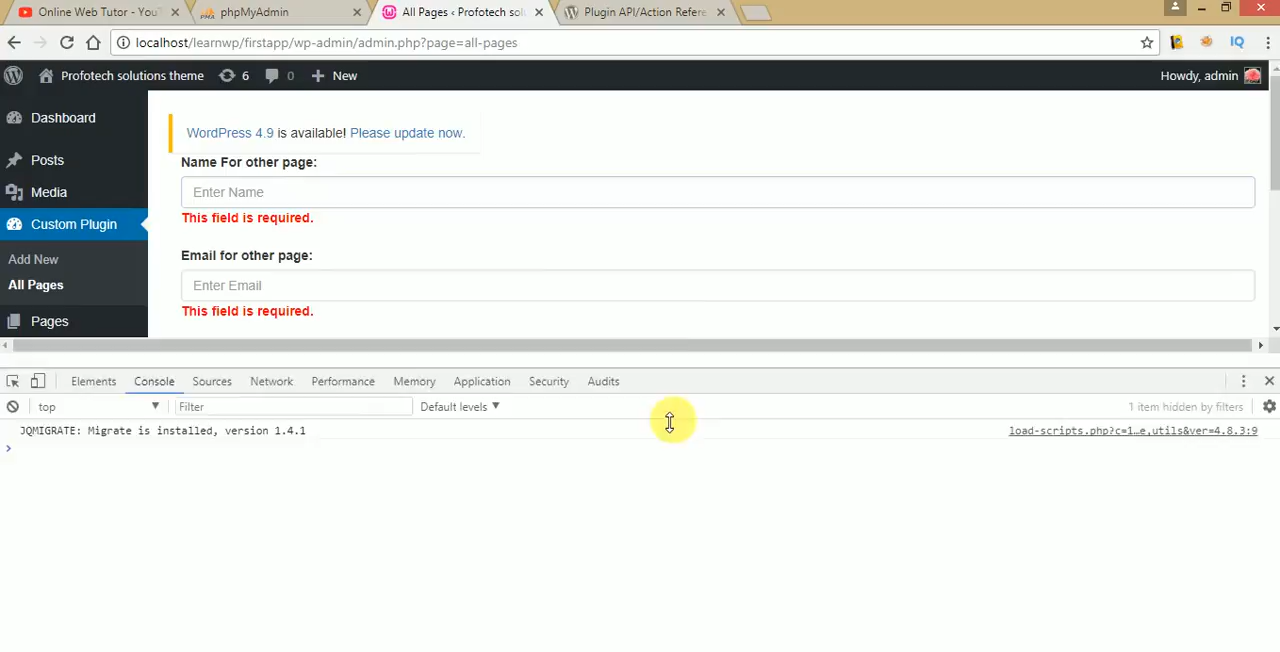 Online Web Tutor - You
phpMyAdmin
All Pages ‹ Profotech sol
Plugin API/Action Refere
localhost/learnwp/firstapp/wp-admin/admin.php?page=all-pages
IQ
Profotech solutions theme
6
0
New
Howdy, admin
Dashboard
Posts
Media
Custom Plugin
Add New
All Pages
Pages
WordPress 4.9 is available! Please update now.
Name For other page:
Enter Name
This field is required.
Email for other page:
Enter Email
This field is required.
Elements Console Sources Network Performance Memory Application Security Audits
top
Filter
Default levels
1 item hidden by filters
JQMIGRATE: Migrate is installed, version 1.4.1
load-scripts.php?c=1…e,utils&ver=4.8.3:9